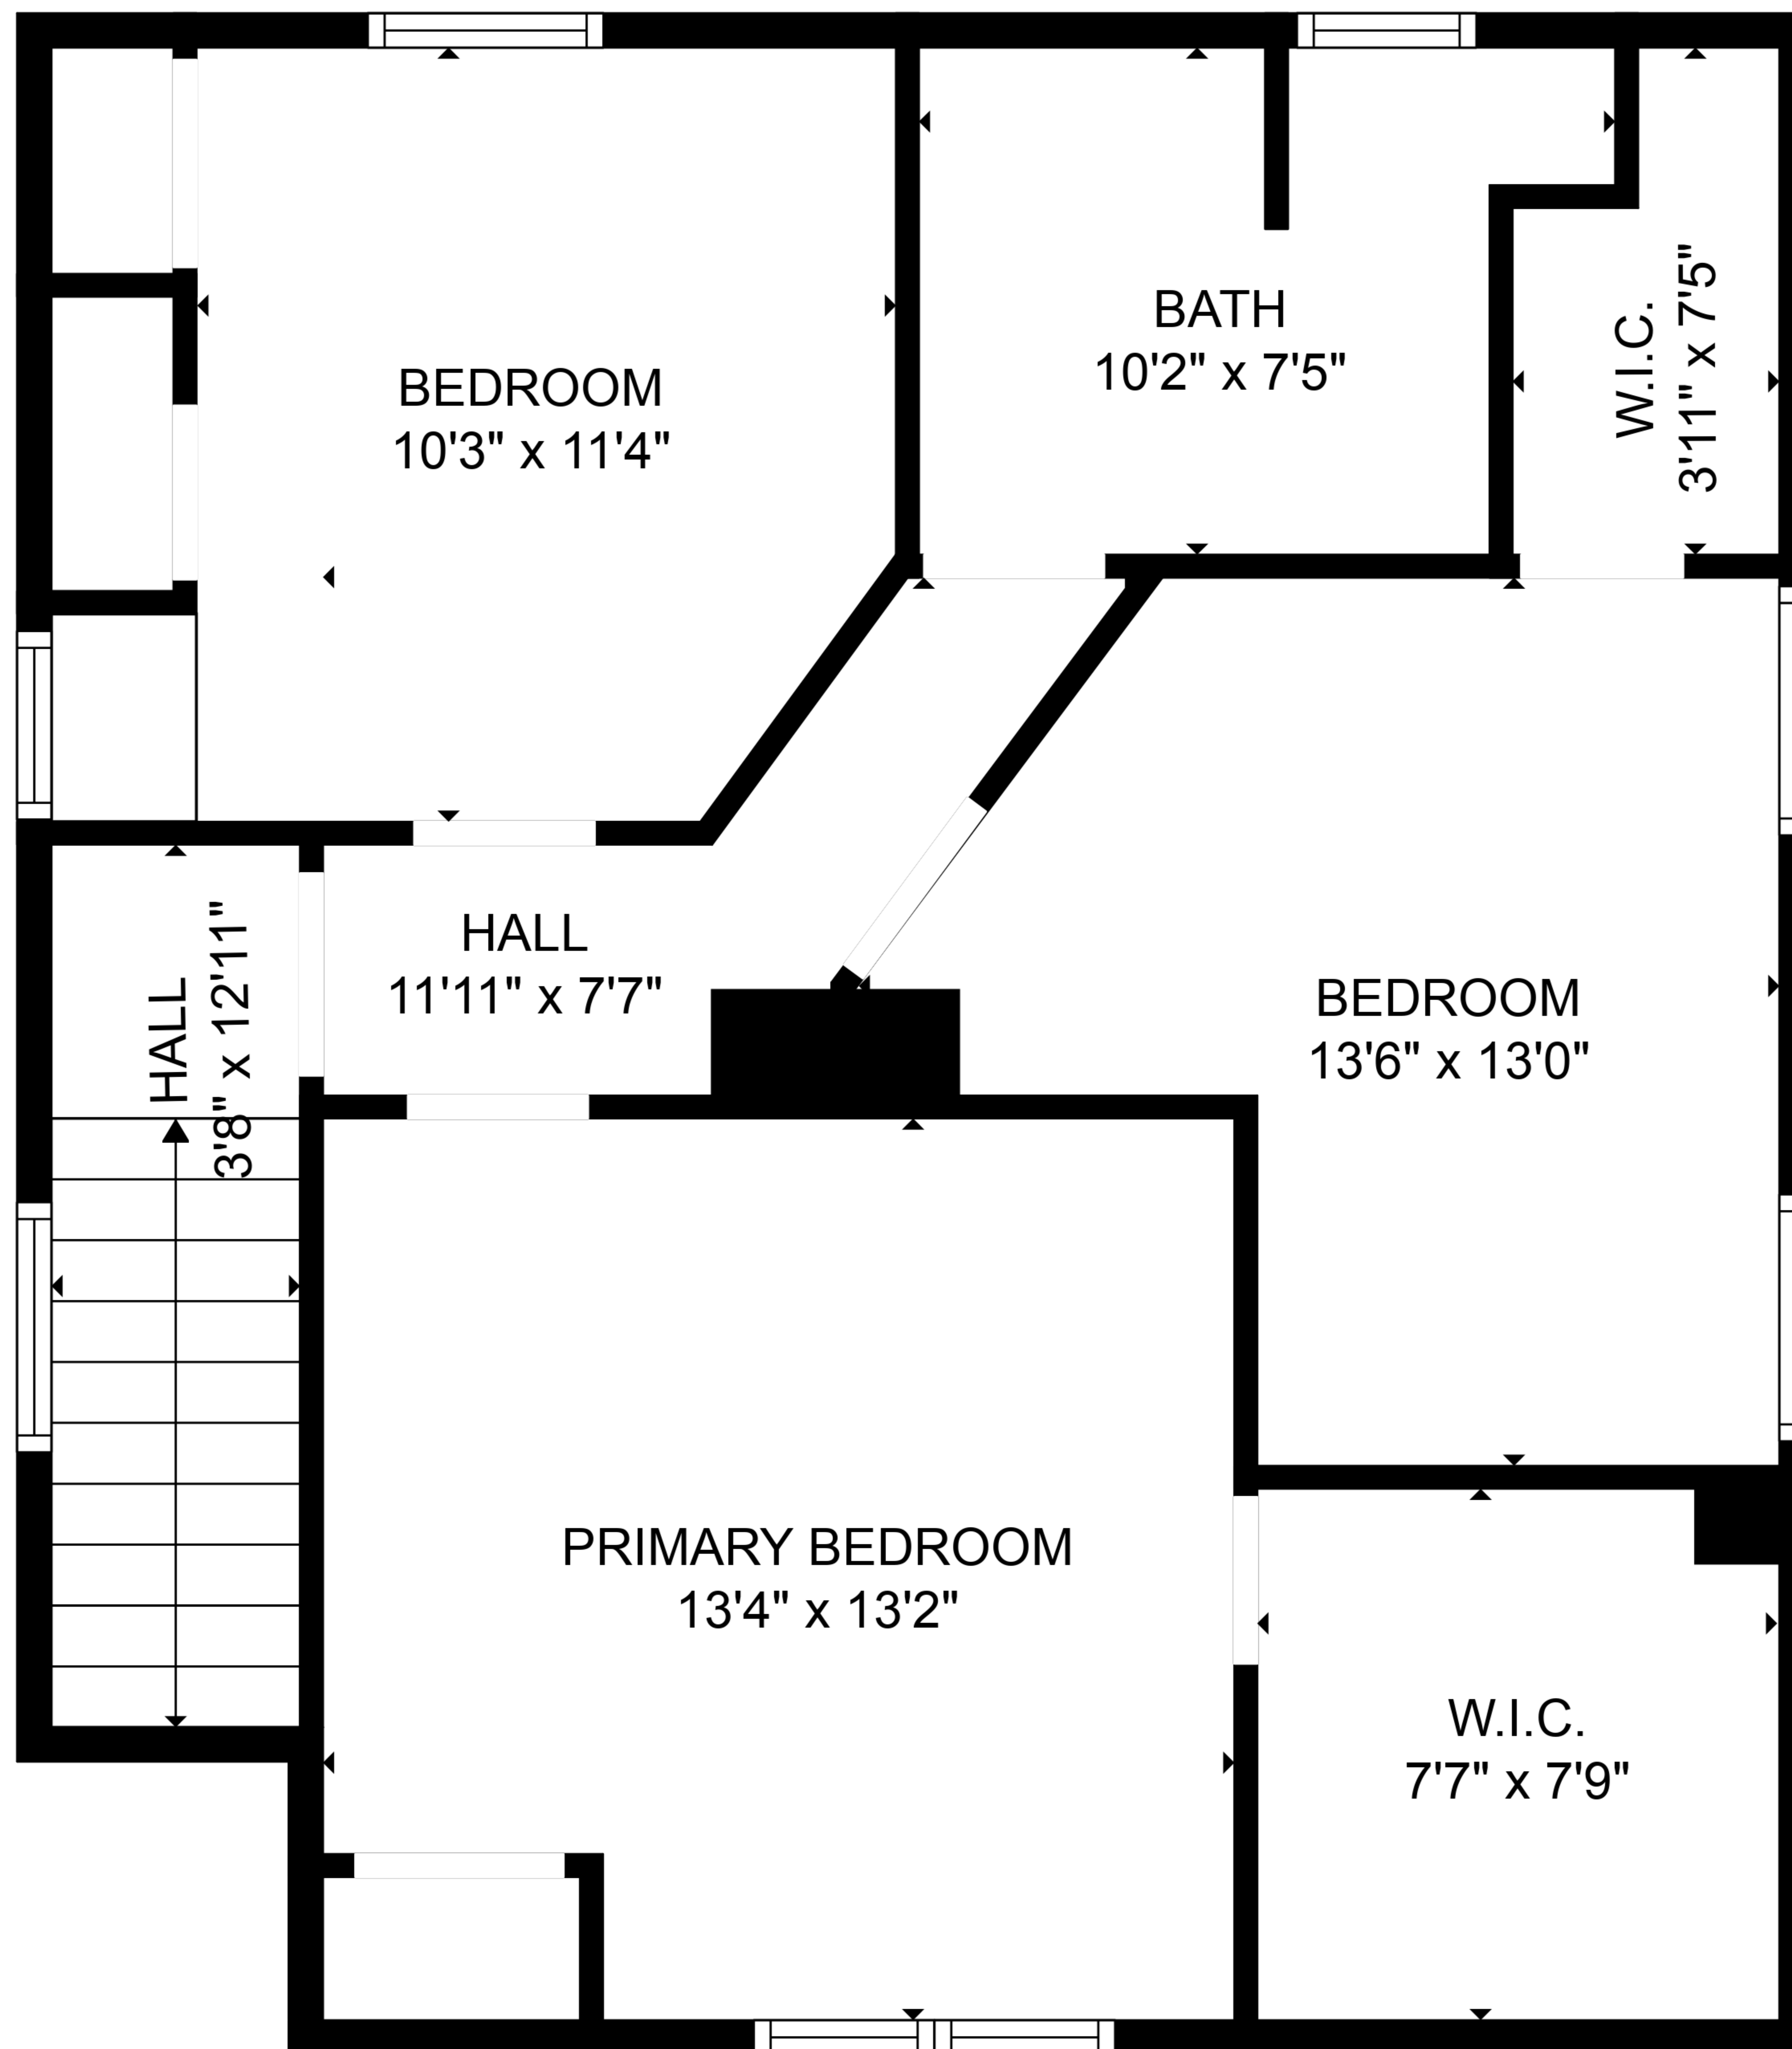 BEDROOM
10'3" x 11'4"
BATH
10'2" x 7'5"
W.I.C.
3'11" x 7'5"
HALL
3'8" x 12'11"
HALL
11'11" x 7'7"
BEDROOM
13'6" x 13'0"
PRIMARY BEDROOM
13'4" x 13'2"
W.I.C.
7'7" x 7'9"